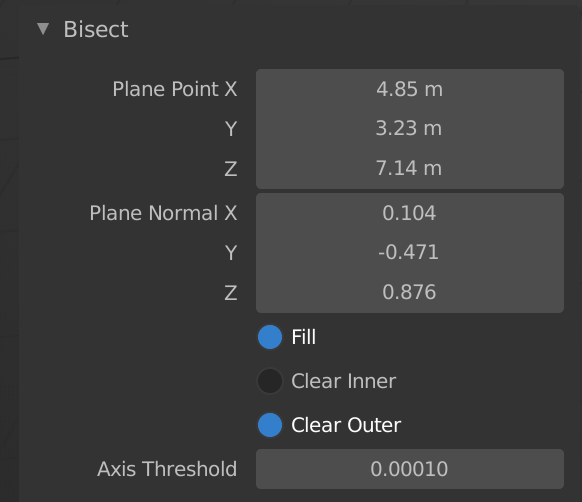 Bisect
Plane Point X 4.85 m
Y 3.23 m
Z 7.14 m
Plane Normal X 0.104
Y -0.471
Z 0.876
Fill
Clear Inner
Clear Outer
Axis Threshold 0.00010